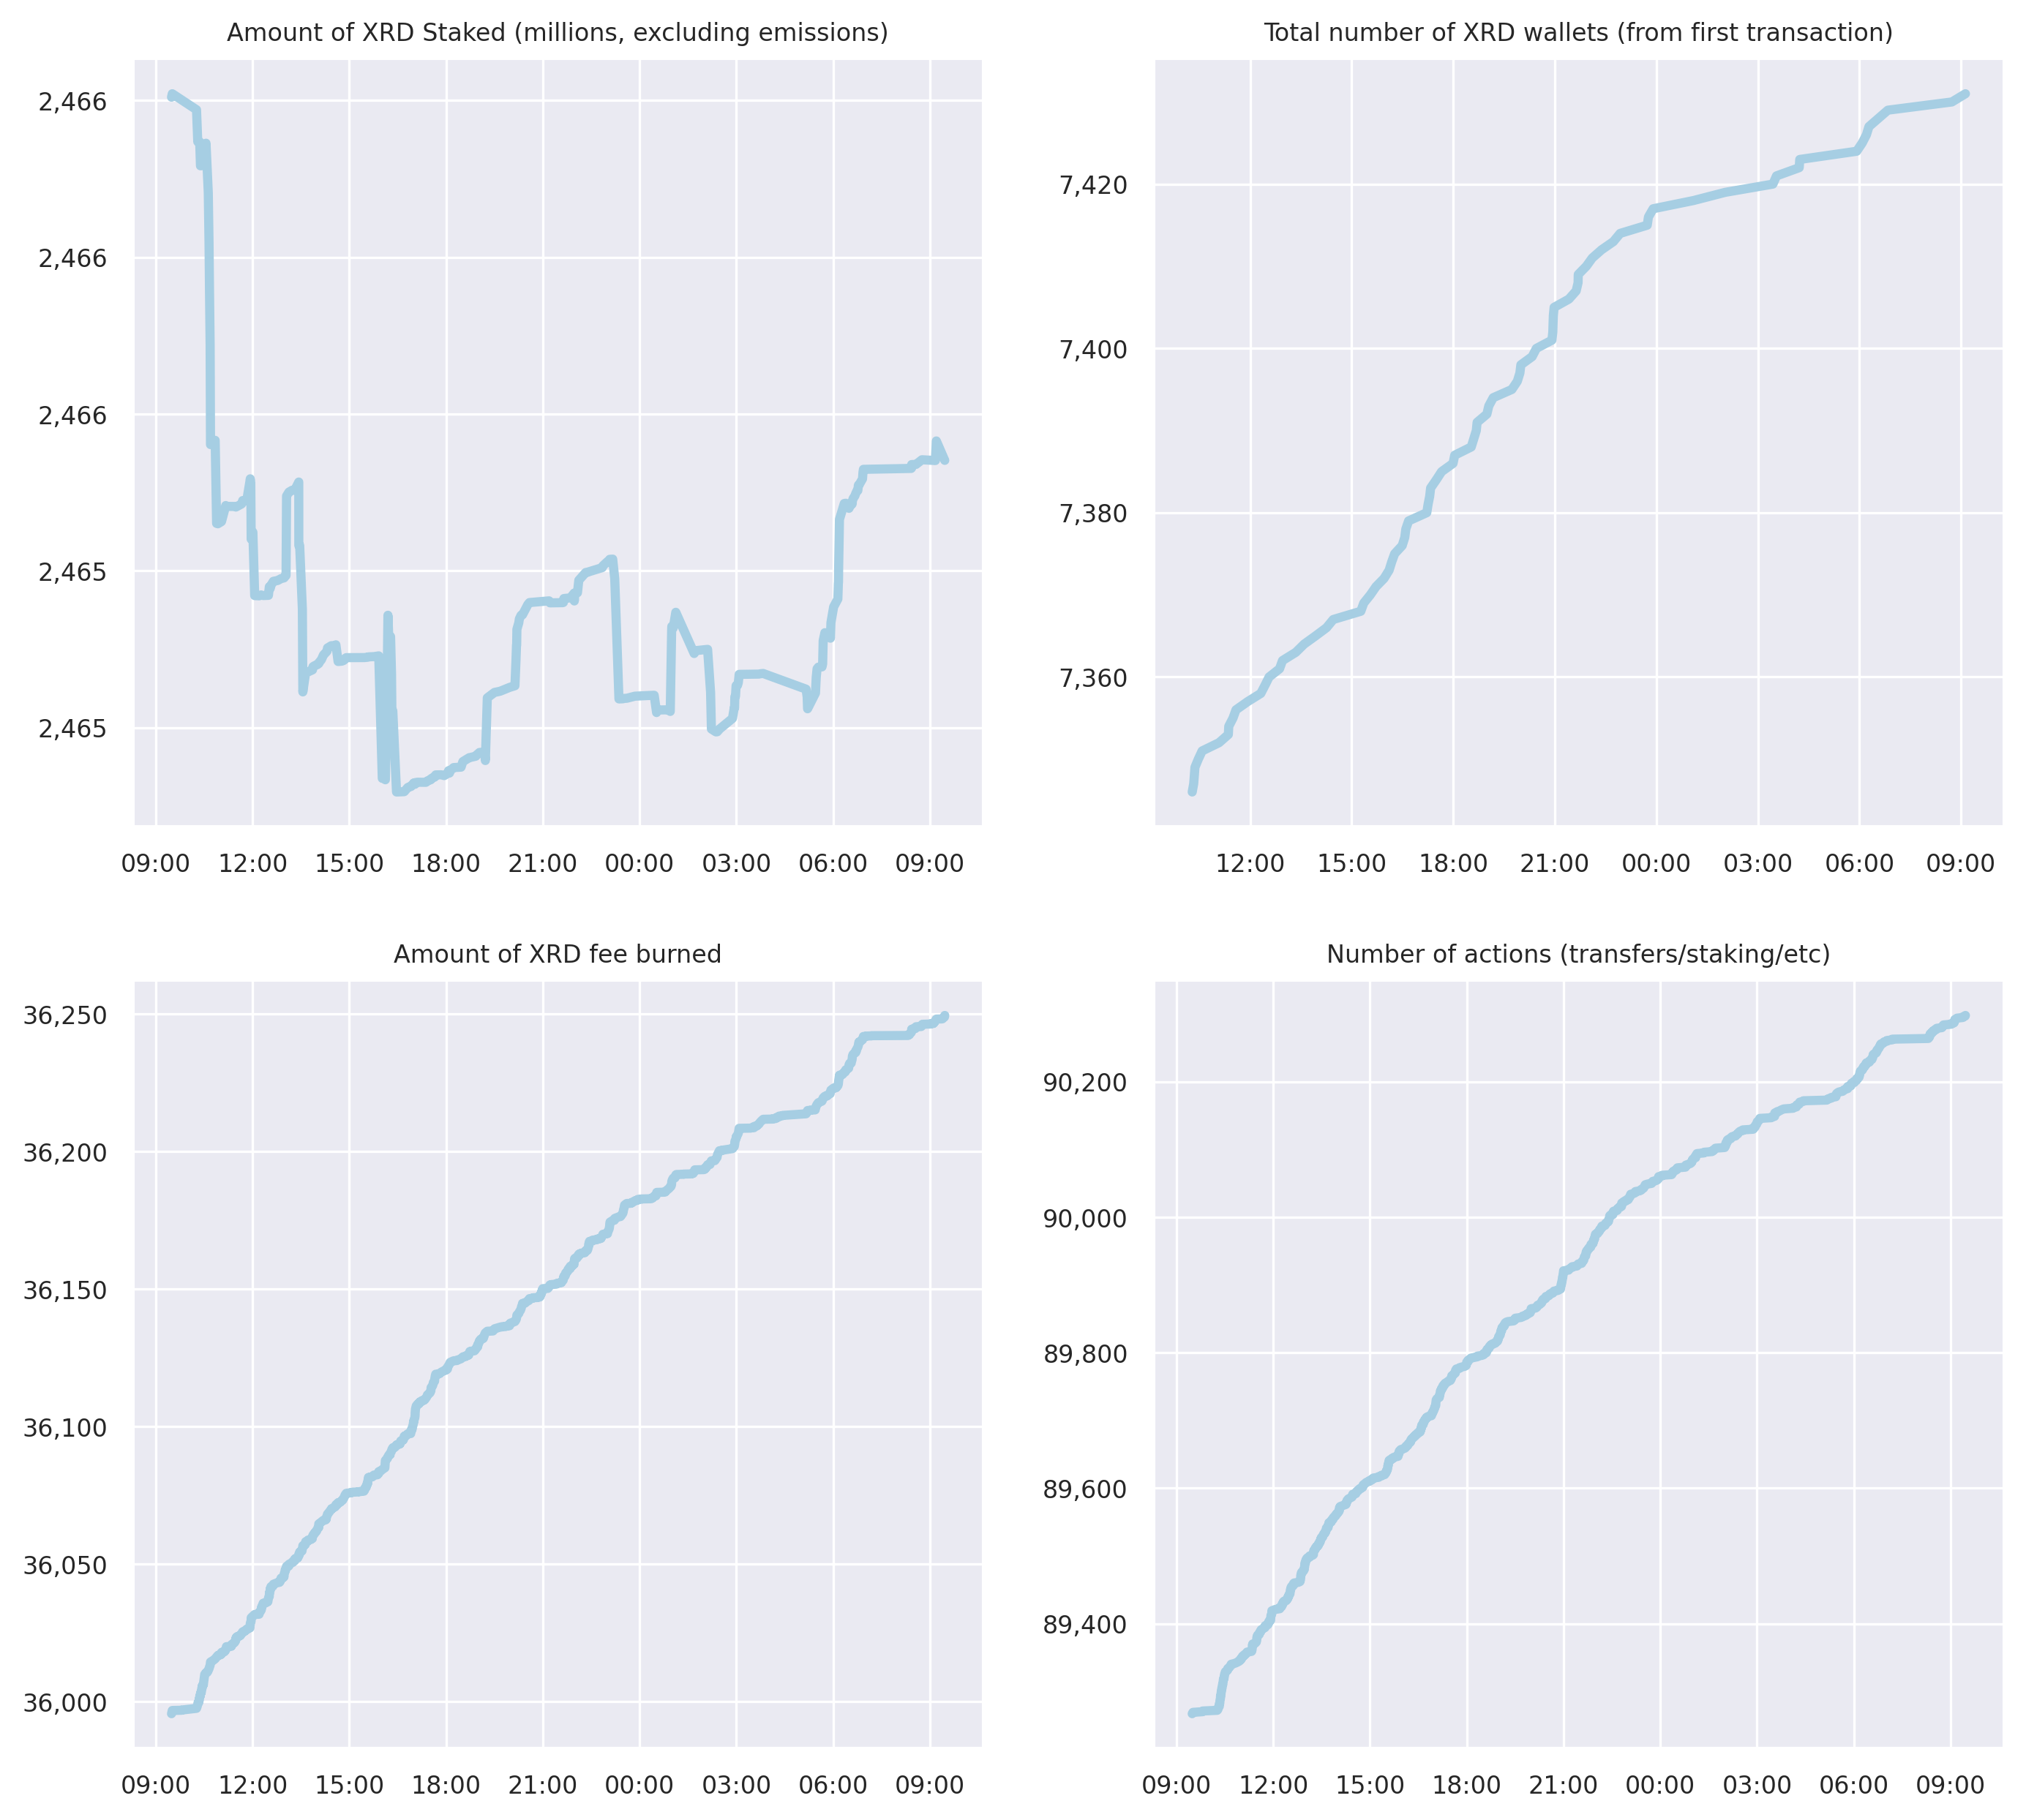 Amount of XRD Staked (millions, excluding emissions)
2,466
2,466
2,466
2,465
2,465
09:00 12:00 15:00 18:00 21:00 00:00 03:00 06:00 09:00
Total number of XRD wallets (from first transaction)
7,420
7,400
7,380
7,360
12:00 15:00 18:00 21:00 00:00 03:00 06:00 09:00
Amount of XRD fee burned
36,250
36,200
36,150
36,100
36,050
36,000
09:00 12:00 15:00 18:00 21:00 00:00 03:00 06:00 09:00
Number of actions (transfers/staking/etc)
90,200
90,000
89,800
89,600
89,400
09:00 12:00 15:00 18:00 21:00 00:00 03:00 06:00 09:00